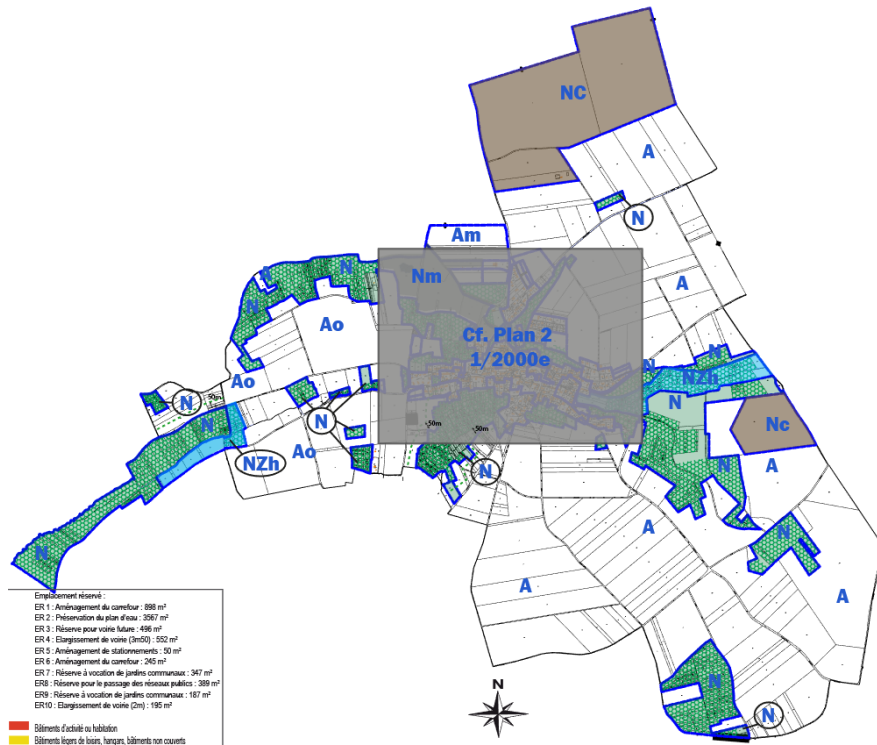 NC
A
N
Am
N
N
Nm
N
A
Ao
Cf. Plan 2
1/2000e
N
N
NZh
Ao
N
N
50m
N
Nc
N
50m
50m
NZh
Ao
N
N
A
A
N
N
A
A
N
Emplacement réservé :
ER 1 : Aménagement du carrefour : 898 m²
ER 2 : Préservation du plan d'eau : 3567 m²
ER 3 : Réserve pour voirie future : 496 m²
ER 4 : Elargissement de voirie (3m50) : 552 m²
ER 5 : Aménagement de stationnements : 50 m²
ER 6 : Aménagement du carrefour : 245 m²
ER 7 : Réserve à vocation de jardins communaux : 347 m²
ER8 : Réserve pour le passage des réseaux publics : 389 m²
ER9 : Réserve à vocation de jardins communaux : 187 m²
ER10 : Elargissement de voirie (2m) : 195 m²
N
N
N
Bâtiments d'activité ou habitation
Bâtiments légers de loisirs, hangars, bâtiments non couverts